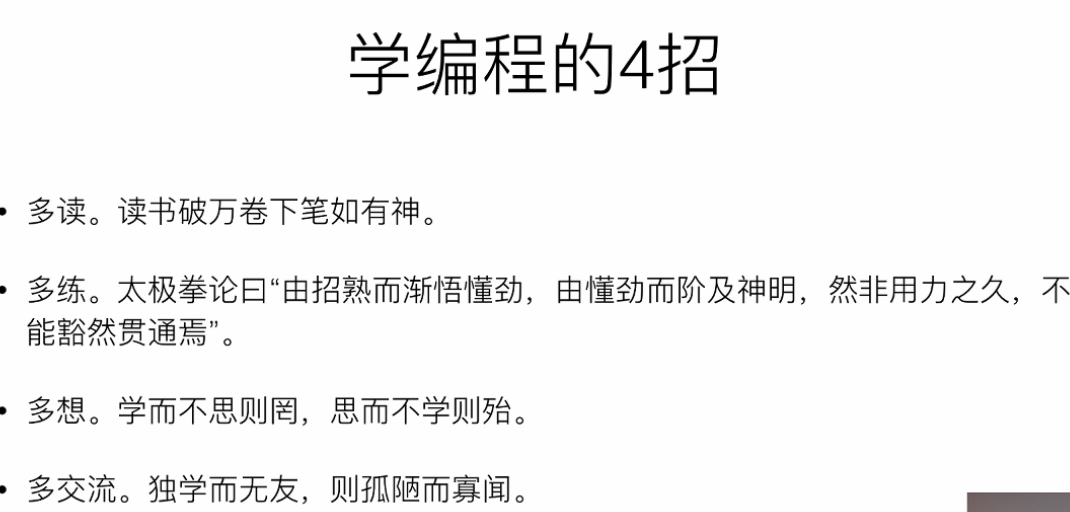 学编程的4招
• 多读。读书破万卷下笔如有神。
• 多练。太极拳论曰“由招熟而渐悟懂劲，由懂劲而阶及神明，然非用力之久，不
能豁然贯通焉”。
• 多想。学而不思则罔，思而不学则殆。
• 多交流。独学而无友，则孤陋而寡闻。